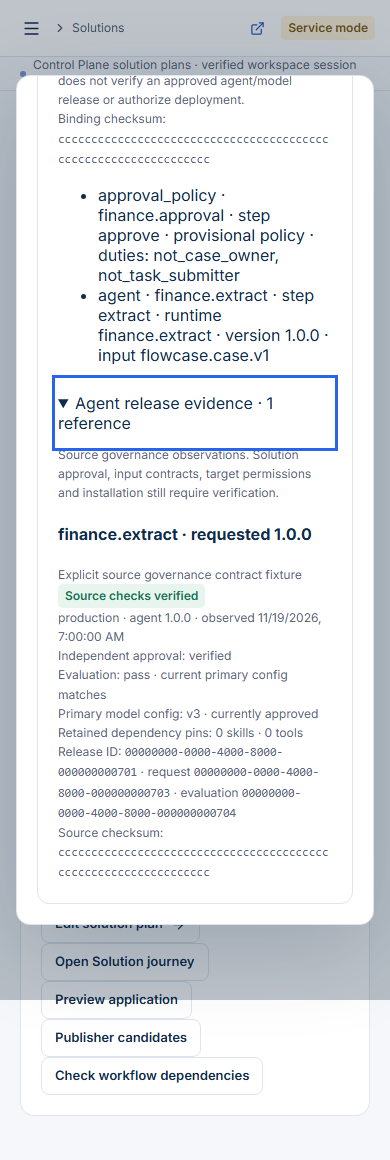 Solutions
Service mode
Control Plane solution plans · verified workspace session
does not verify an approved agent/model
release or authorize deployment.
Binding checksum:
cccccccccccccccccccccccccccccccccccccccccc
cccccccccccccccccccccc
• approval_policy ·
finance.approval · step
approve · provisional policy ·
duties: not_case_owner,
not_task_submitter
• agent · finance.extract · step
extract · runtime
finance.extract · version 1.0.0 ·
input flowcase.case.v1
▼ Agent release evidence · 1
reference
Source governance observations. Solution
approval, input contracts, target permissions
and installation still require verification.
finance.extract · requested 1.0.0
Explicit source governance contract fixture
Source checks verified
production · agent 1.0.0 · observed 11/19/2026,
7:00:00 AM
Independent approval: verified
Evaluation: pass · current primary config
matches
Primary model config: v3 · currently approved
Retained dependency pins: 0 skills · 0 tools
Release ID: 00000000-0000-4000-8000-
000000000701 · request 00000000-0000-4000-
8000-000000000703 · evaluation 00000000-
0000-4000-8000-000000000704
Source checksum:
cccccccccccccccccccccccccccccccccccccccccc
cccccccccccccccccccccc
Edit solution plan
Open Solution journey
Preview application
Publisher candidates
Check workflow dependencies